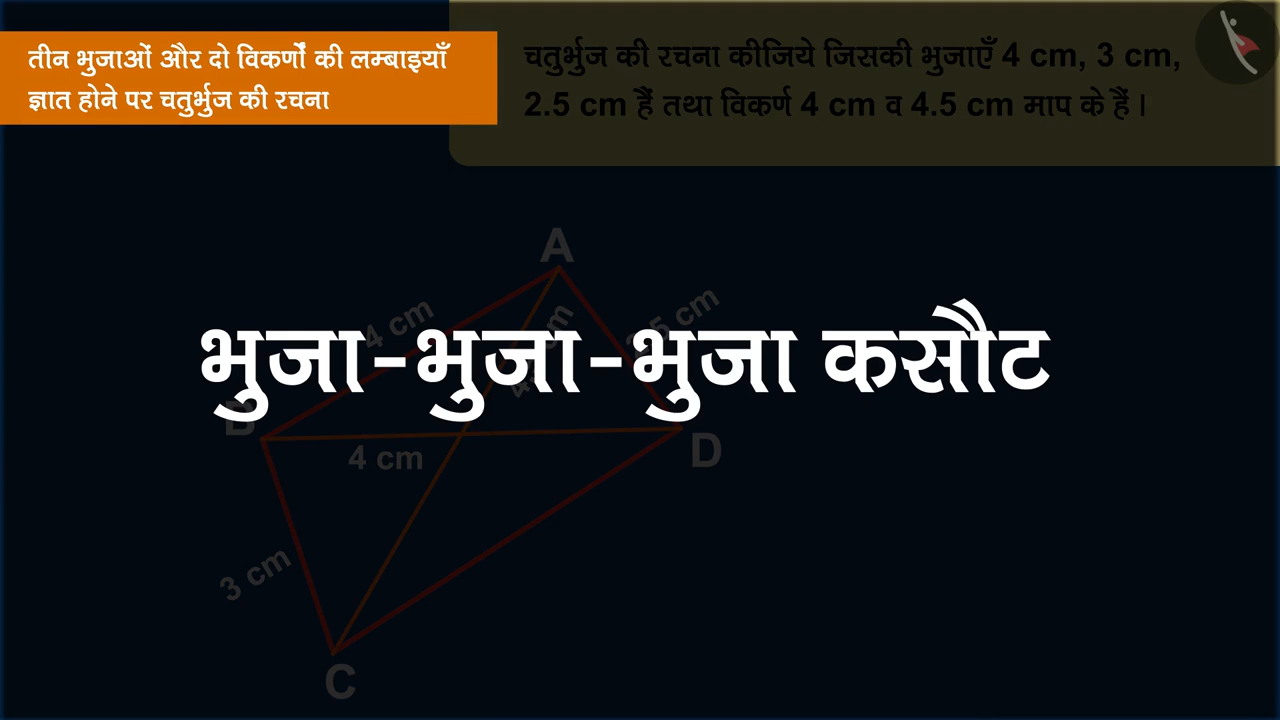 तीन भुजाओं और दो विकर्णों की लम्बाइयाँ
ज्ञात होने पर चतुर्भुज की रचना
चतुर्भुज की रचना कीजिये जिसकी भुजाएँ 4 cm, 3 cm,
2.5 cm हैं तथा विकर्ण 4 cm व 4.5 cm माप के हैं।
A
4 cm
भुजा-भुजा-भुजा कसौट
B
4 cm
D
3 cm
C